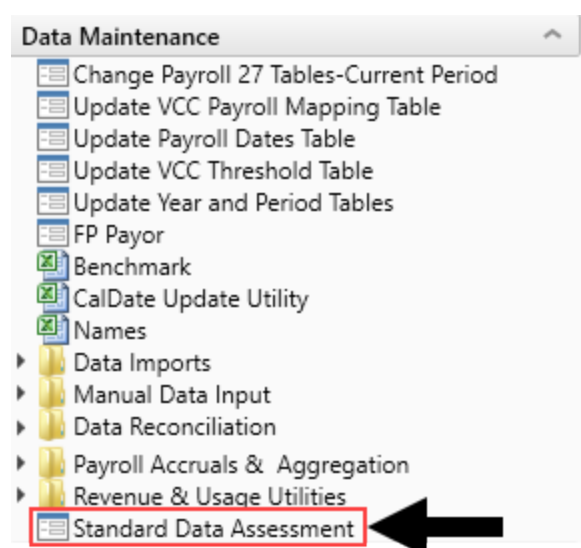 Data Maintenance
Change Payroll 27 Tables-Current Period
Update VCC Payroll Mapping Table
Update Payroll Dates Table
Update VCC Threshold Table
Update Year and Period Tables
FP Payor
Benchmark
CalDate Update Utility
Names
Data Imports
Manual Data Input
Data Reconciliation
Payroll Accruals & Aggregation
Revenue & Usage Utilities
Standard Data Assessment